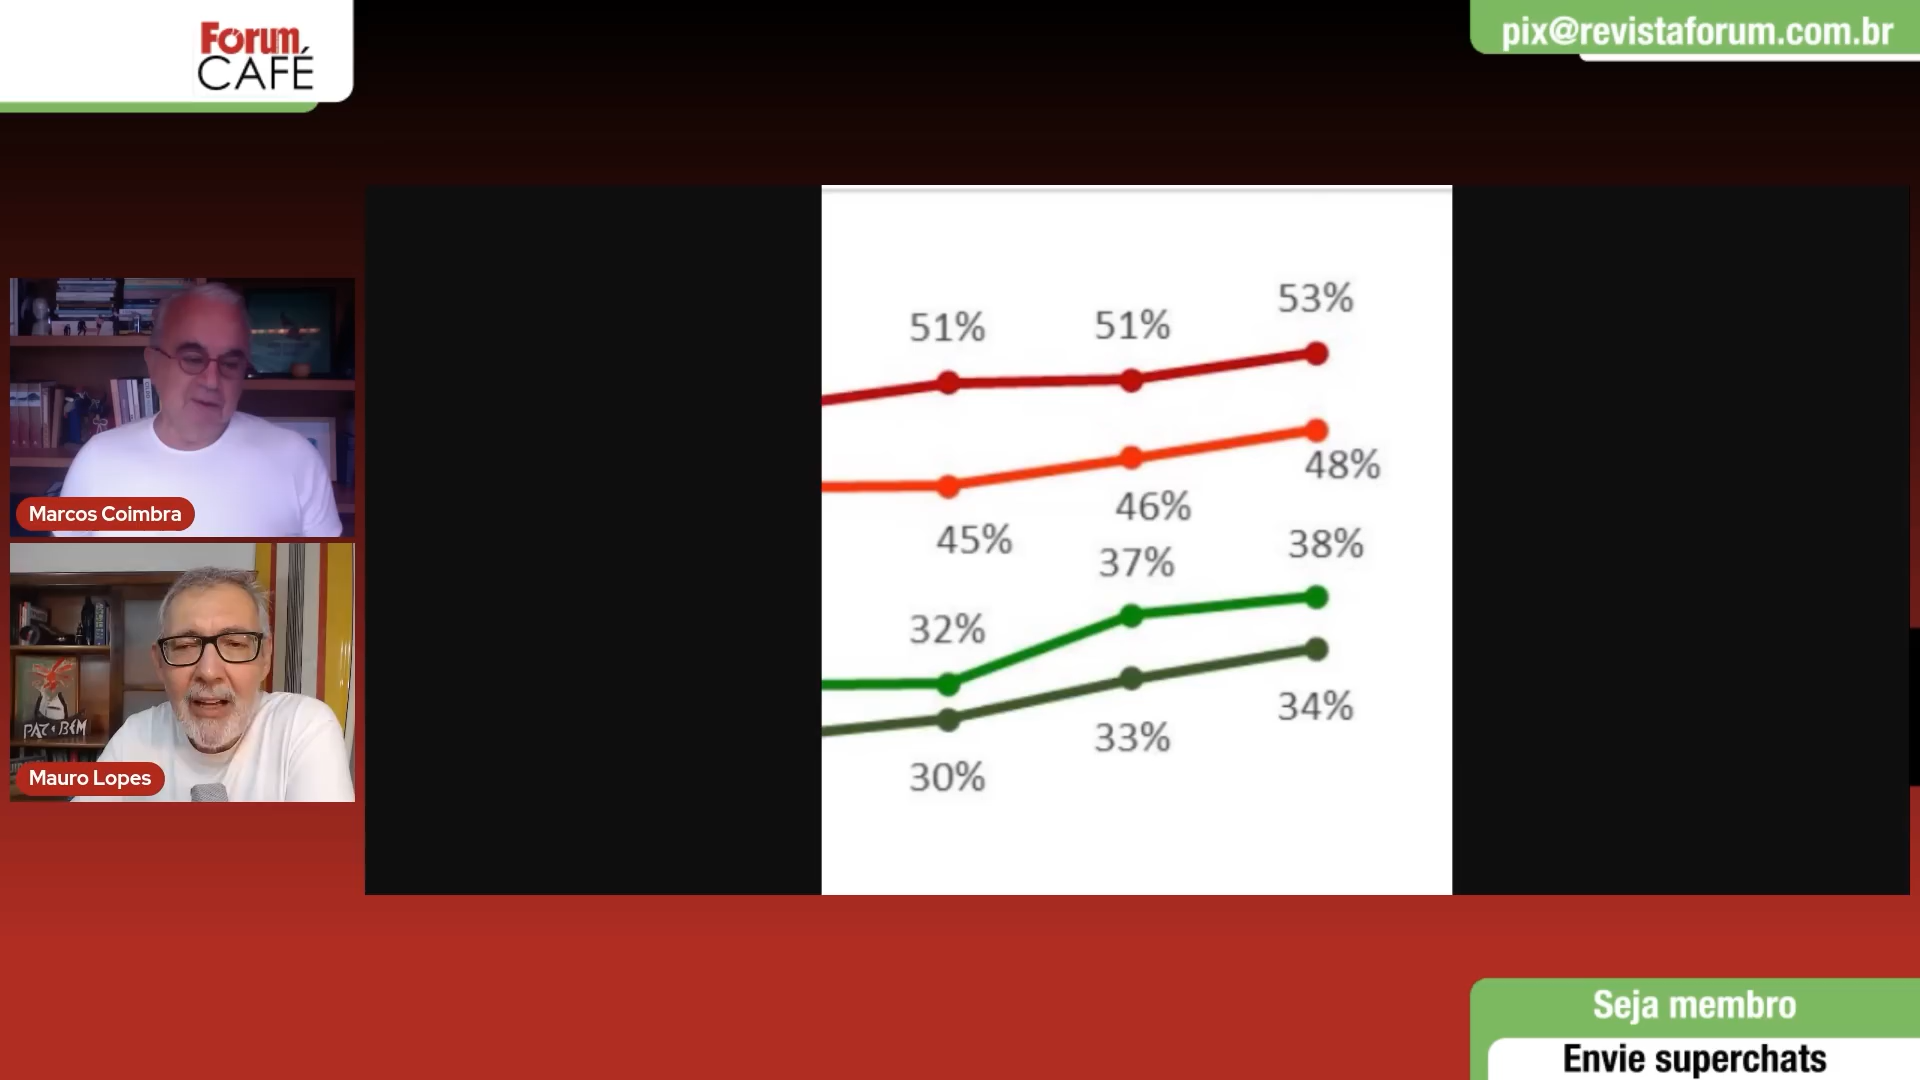 Forum
CAFÉ
pix@revistaforum.com.br
53%
51%
51%
48%
46%
45%
38%
37%
32%
34%
33%
30%
Marcos Coimbra
PAZ E BEM
Mauro Lopes
Seja membro
Envie superchats